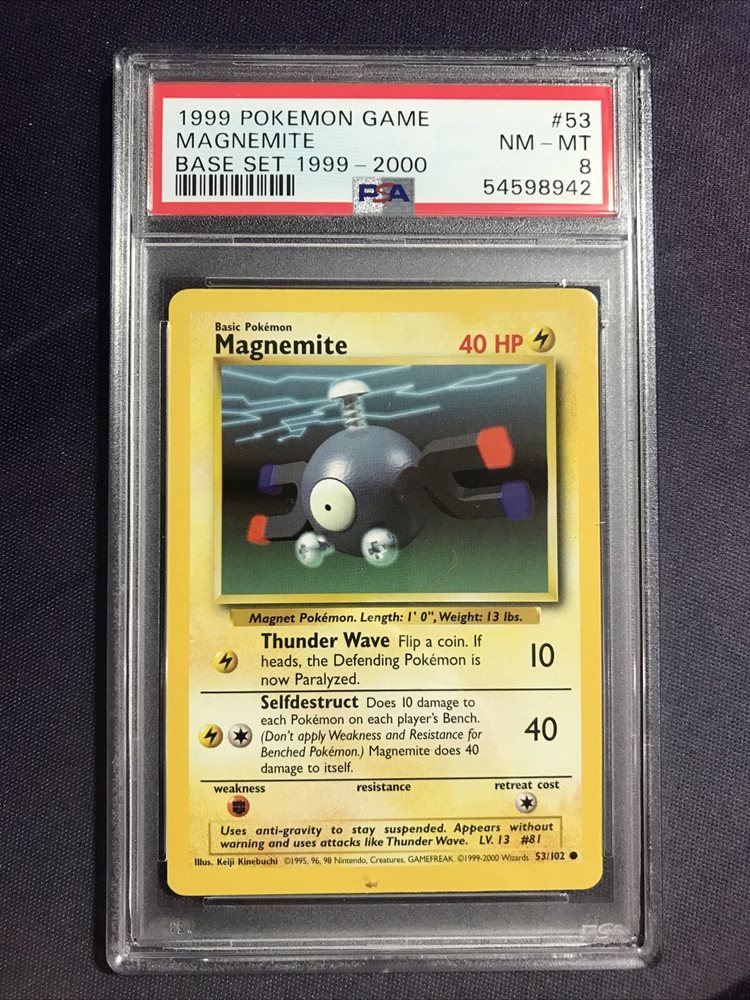 1999 POKEMON GAME #53
MAGNEMITE NM - MT
BASE SET 1999 - 2000 8
PSA 54598942
Basic Pokémon
Magnemite 40 HP
Magnet Pokémon. Length: 1' 0", Weight: 13 lbs.
Thunder Wave Flip a coin. If
heads, the Defending Pokémon is
now Paralyzed.
10
Selfdestruct Does 10 damage to
each Pokémon on each player's Bench.
(Don't apply Weakness and Resistance for
Benched Pokémon.) Magnemite does 40
damage to itself.
40
weakness resistance retreat cost
Uses anti-gravity to stay suspended. Appears without
warning and uses attacks like Thunder Wave. LV. 13 #81
Illus. Keiji Kinebuchi ©1995, 96, 98 Nintendo, Creatures, GAMEFREAK. ©1999-2000 Wizards. 53/102
PSA